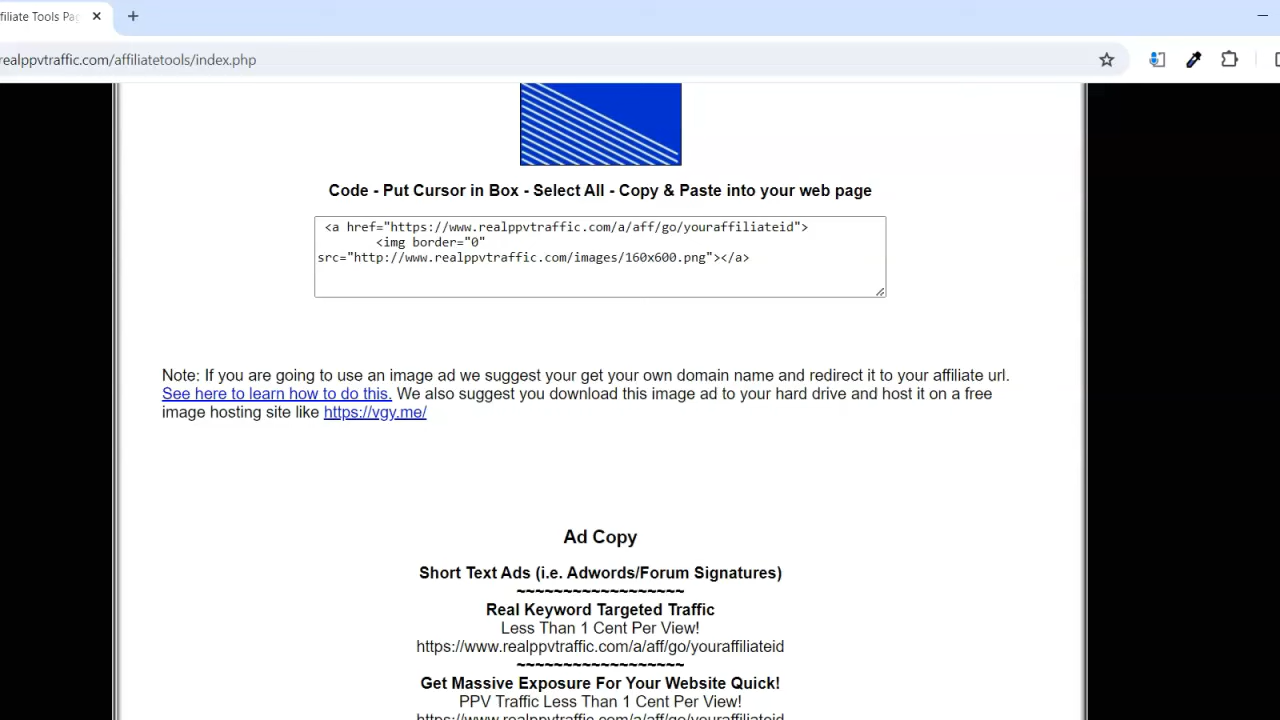 filiate Tools Pag
realppvtraffic.com/affiliatetools/index.php
Code - Put Cursor in Box - Select All - Copy & Paste into your web page
<a href="https://www.realppvtraffic.com/a/aff/go/youraffiliateid">
<img border="0"
src="http://www.realppvtraffic.com/images/160x600.png"></a>
Note: If you are going to use an image ad we suggest your get your own domain name and redirect it to your affiliate url.
See here to learn how to do this. We also suggest you download this image ad to your hard drive and host it on a free
image hosting site like https://vgy.me/
Ad Copy
Short Text Ads (i.e. Adwords/Forum Signatures)
~~~~~~~~~~~~~~~~~~
Real Keyword Targeted Traffic
Less Than 1 Cent Per View!
https://www.realppvtraffic.com/a/aff/go/youraffiliateid
~~~~~~~~~~~~~~~~~~
Get Massive Exposure For Your Website Quick!
PPV Traffic Less Than 1 Cent Per View!
https://www.realppvtraffic.com/a/aff/go/youraffiliateid